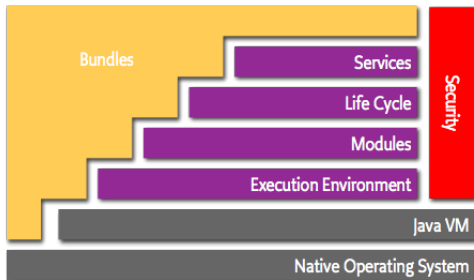 Bundles
Services
Life Cycle
Modules
Execution Environment
Java VM
Native Operating System
Security